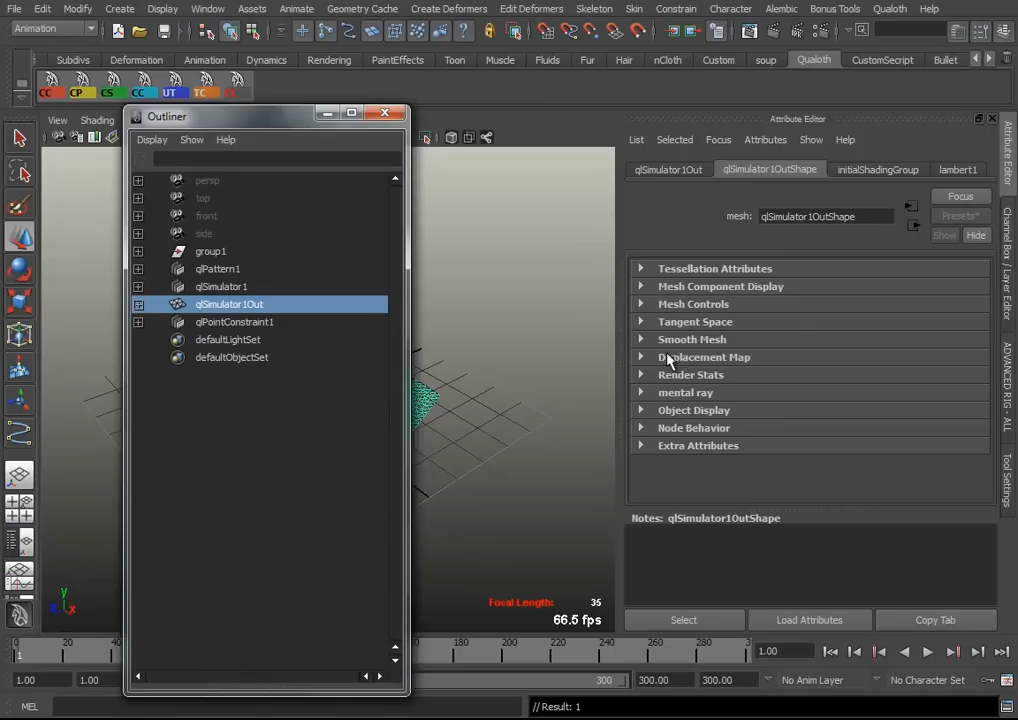 File Edit Modify Create Display Window Assets Animate Geometry Cache Create Deformers Edit Deformers Skeleton Skin Constrain Character Alembic Bonus Tools Qualoth Help
Animation
Subdivs Deformation Animation Dynamics Rendering PaintEffects Toon Muscle Fluids Fur Hair nCloth Custom soup Qualoth CustomScript Bullet
CC CP CS CC UT TC CC
Outliner
Display Show Help
persp
top
front
side
group1
qlPattern1
qlSimulator1
qlSimulator1Out
qlPointConstraint1
defaultLightSet
defaultObjectSet
View Shading
Focal Length: 35
66.5 fps
Attribute Editor
List Selected Focus Attributes Show Help
qlSimulator1Out qlSimulator1OutShape initialShadingGroup lambert1
mesh: qlSimulator1OutShape
Focus
Presets*
Show Hide
Tessellation Attributes
Mesh Component Display
Mesh Controls
Tangent Space
Smooth Mesh
Displacement Map
Render Stats
mental ray
Object Display
Node Behavior
Extra Attributes
Notes: qlSimulator1OutShape
Select Load Attributes Copy Tab
Attribute Editor
Channel Box / Layer Editor
ADVANCED RIG - ALL
Tool Settings
0 20 40 60 80 100 180 200 220 240 260 280 3
1
1.00
1.00 1.00 300 300.00 300.00 No Anim Layer No Character Set
MEL // Result: 1